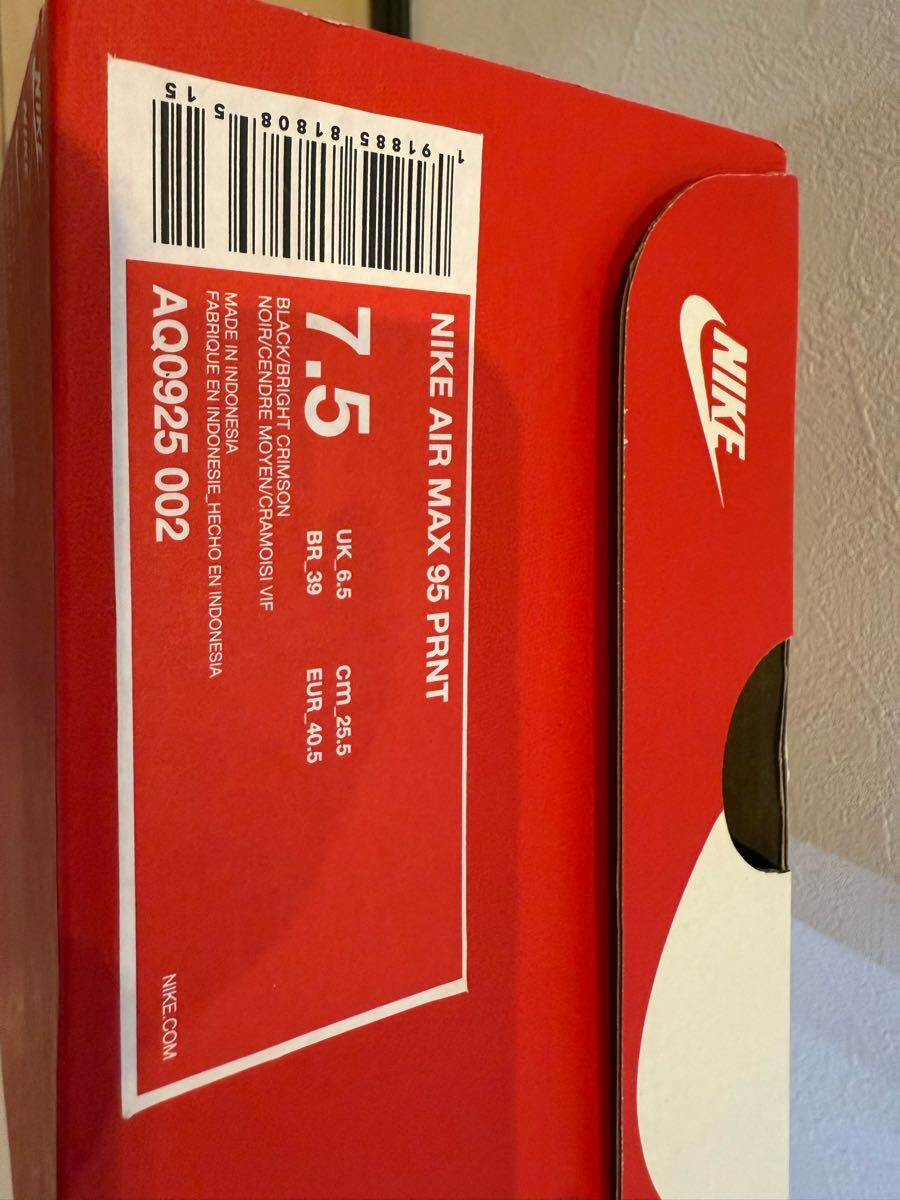 NIKE
NIKE AIR MAX 95 PRNT
7.5
UK_6.5 cm_25.5
BR_39 EUR_40.5
BLACK/BRIGHT CRIMSON
NOIR/CENDRE MOYEN/CRAMOISI VIF
MADE IN INDONESIA
FABRIQUE EN INDONESIE_HECHO EN INDONESIA
AQ0925 002
NIKE.COM
1 91885 81808 5 15
NIKE